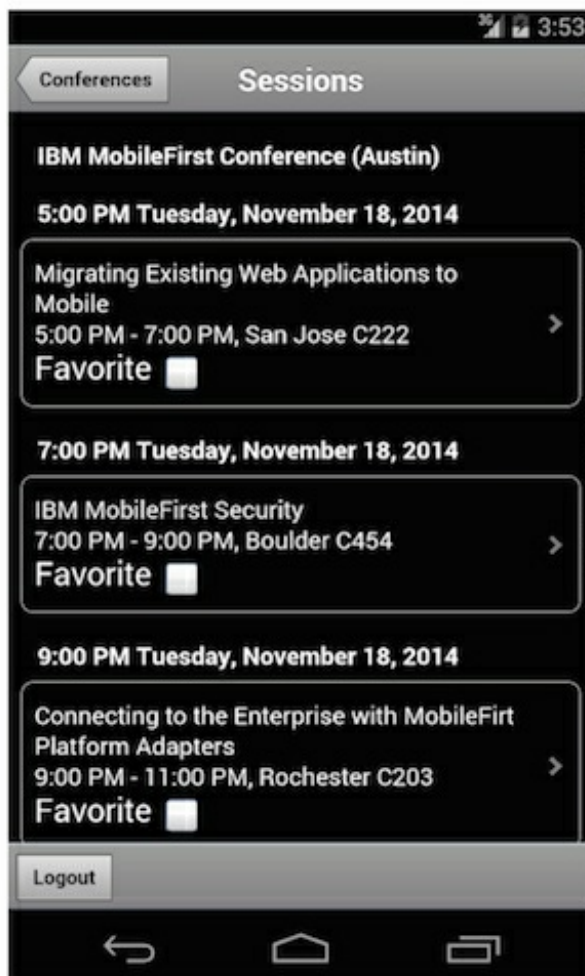 3G 3:53
Conferences Sessions
IBM MobileFirst Conference (Austin)
5:00 PM Tuesday, November 18, 2014
Migrating Existing Web Applications to
Mobile
5:00 PM - 7:00 PM, San Jose C222
Favorite
7:00 PM Tuesday, November 18, 2014
IBM MobileFirst Security
7:00 PM - 9:00 PM, Boulder C454
Favorite
9:00 PM Tuesday, November 18, 2014
Connecting to the Enterprise with MobileFirt
Platform Adapters
9:00 PM - 11:00 PM, Rochester C203
Favorite
Logout